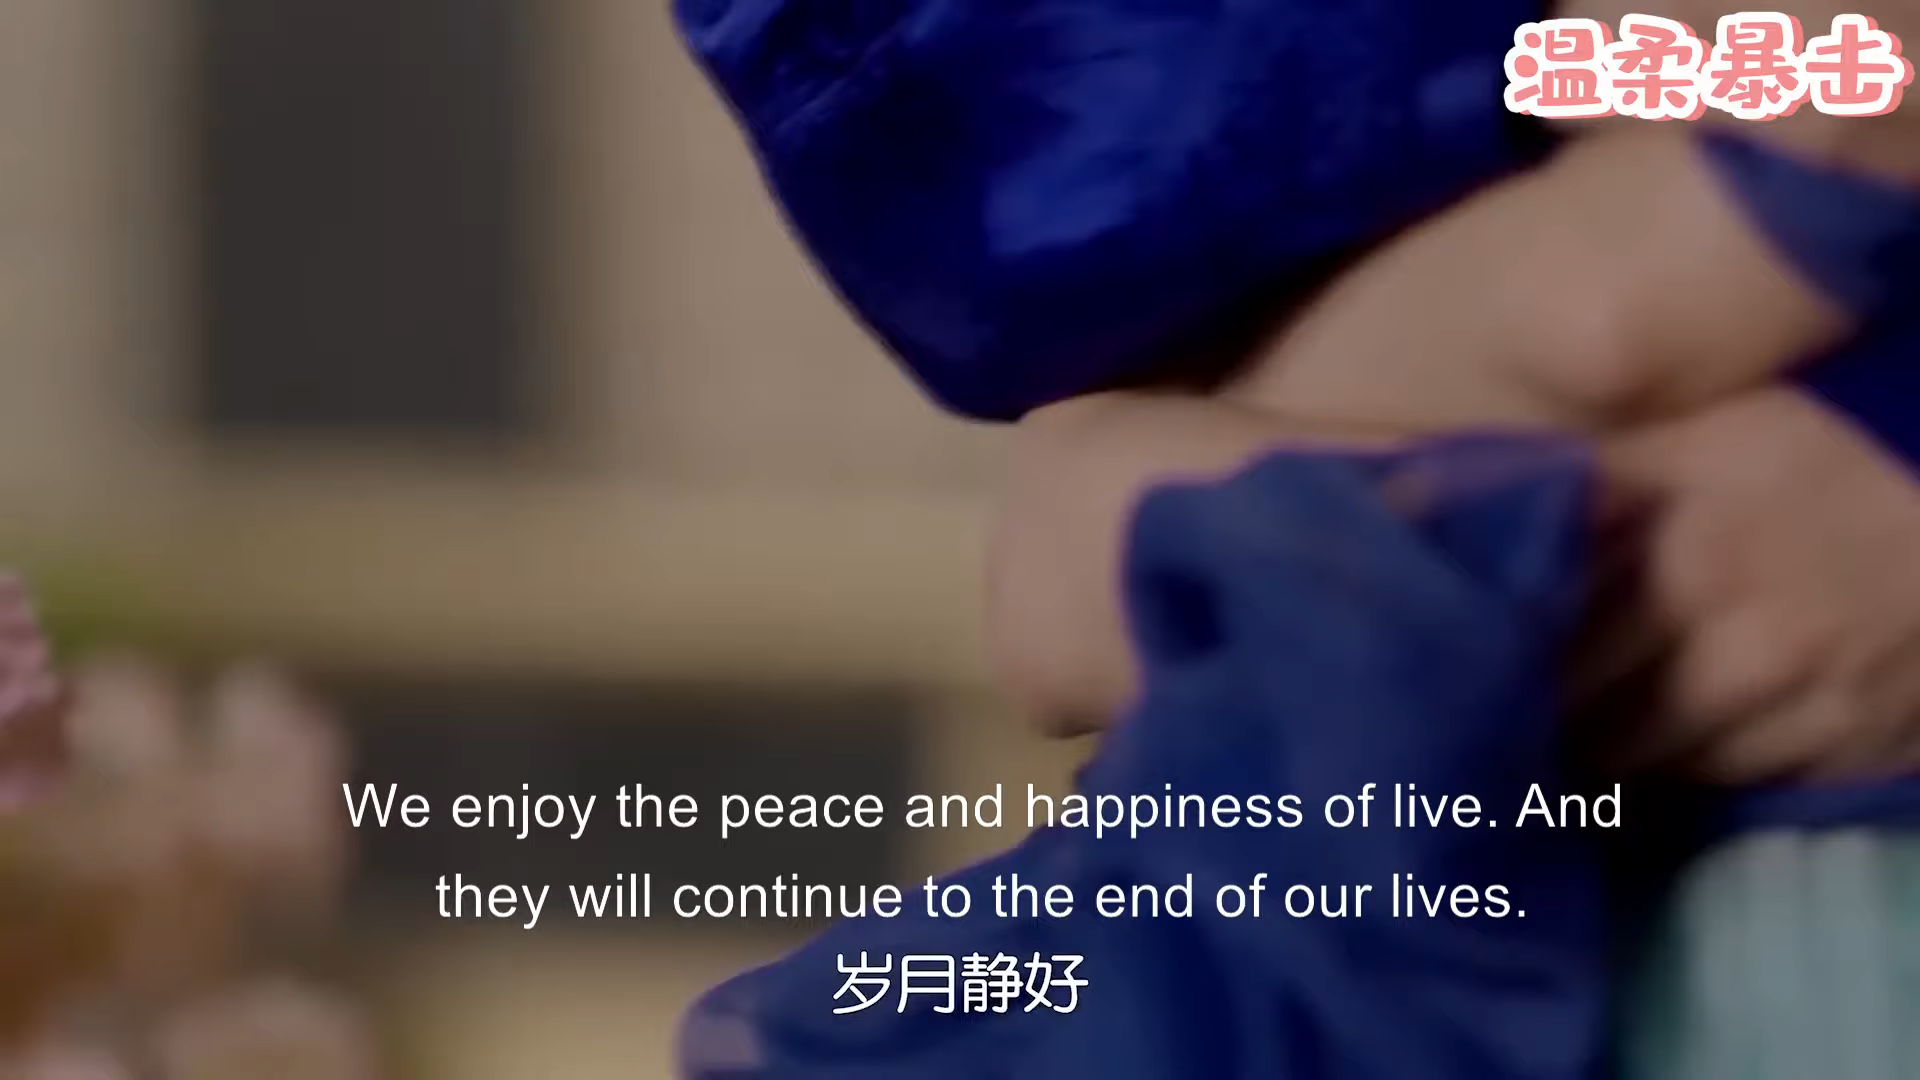 温柔暴击
We enjoy the peace and happiness of live. And
they will continue to the end of our lives.
岁月静好